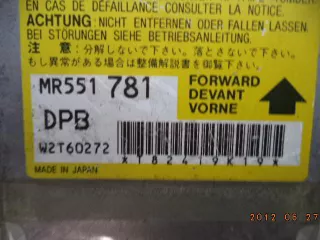 EN CAS DE DÉFAILLANCE CONSULTER LA NOTICE.
ACHTUNG: NICHT ENTFERNEN ODER FALLEN LASSEN.
BEI STÖRUNGEN SIEHE BETRIEBSANLEITUNG.
注 意: 分解しないで下さい。落とさないで下さい。
もし異常がある場合は整備解説書を御覧下さい。
MR551 781
FORWARD
DEVANT
VORNE
DPB
W2T60272
*182419K19*
MADE IN JAPAN
2012.06.27